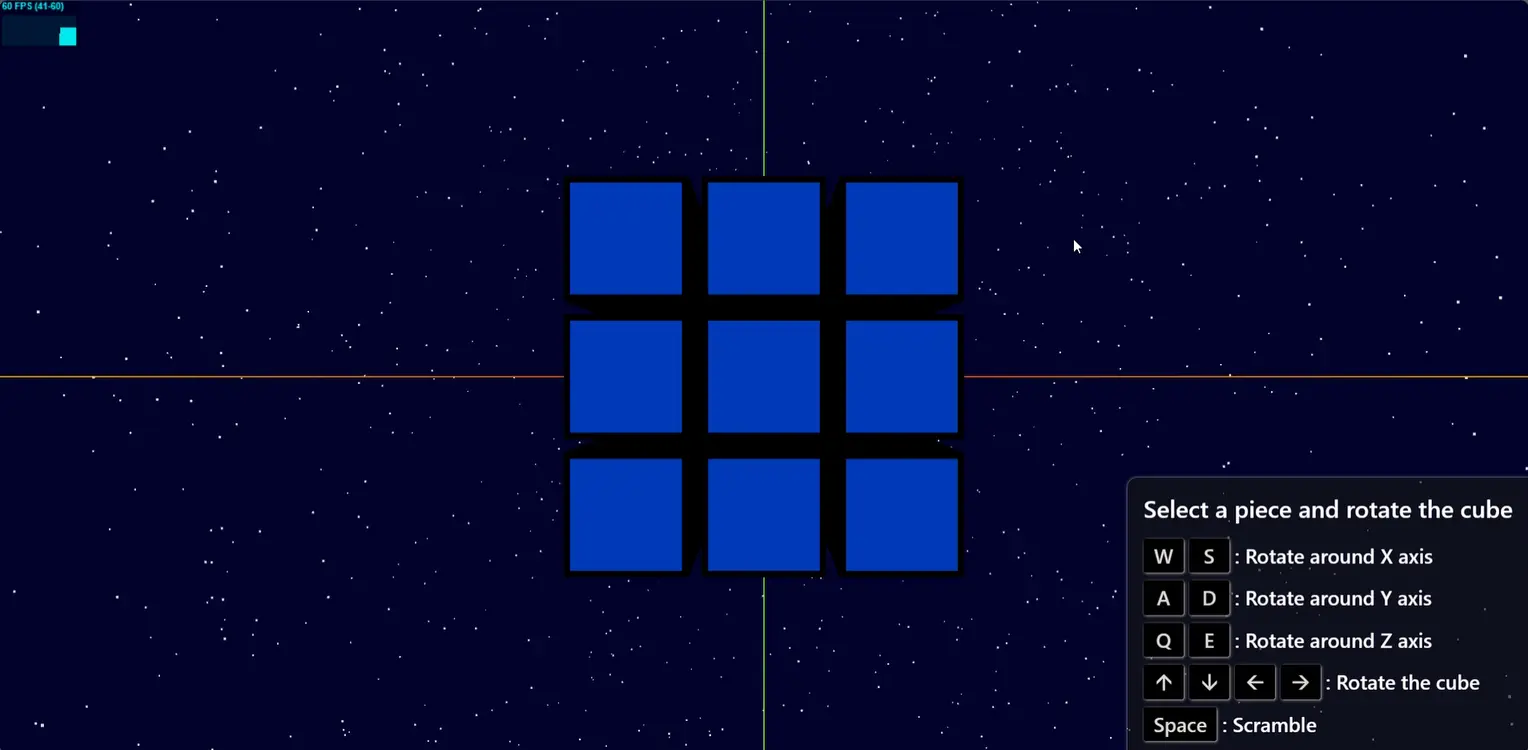 60 FPS (41-60)
Select a piece and rotate the cube
W S : Rotate around X axis
A D : Rotate around Y axis
Q E : Rotate around Z axis
↑ ↓ ← → : Rotate the cube
Space : Scramble